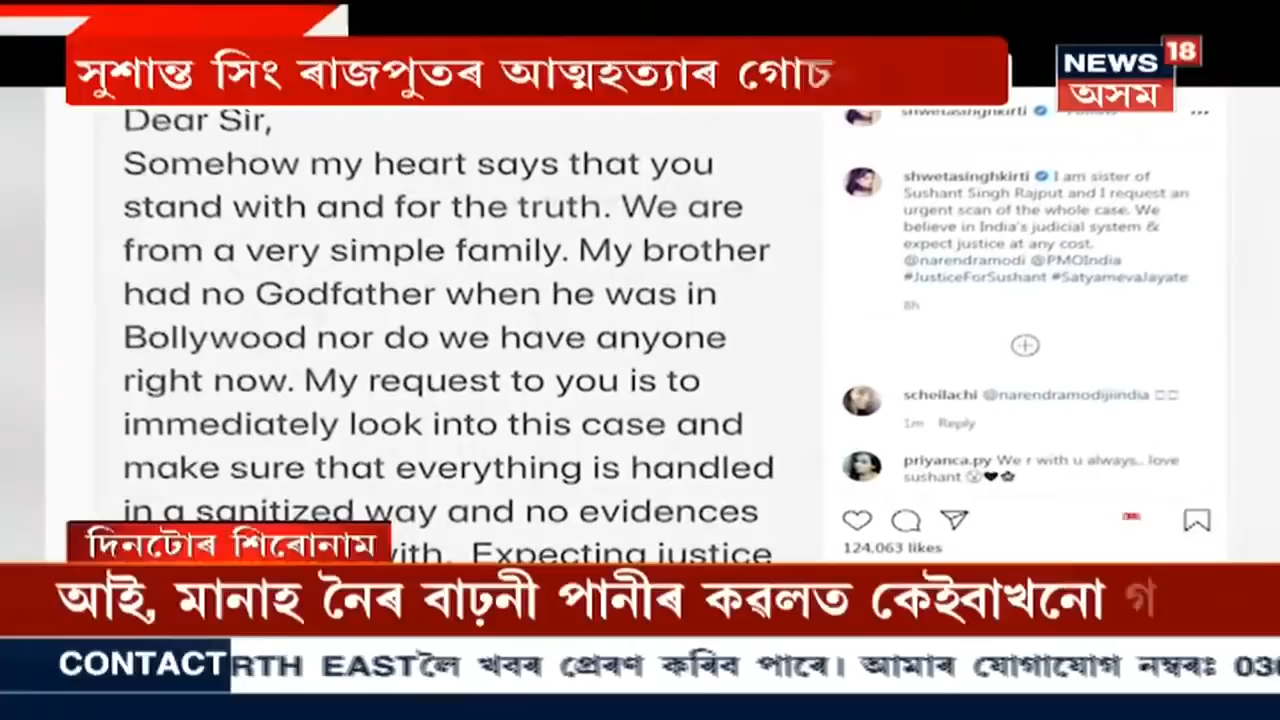 সুশান্ত সিং ৰাজপুতৰ আত্মহত্যাৰ গোচ
NEWS 18
অসম
Dear Sir,
Somehow my heart says that you
stand with and for the truth. We are
from a very simple family. My brother
had no Godfather when he was in
Bollywood nor do we have anyone
right now. My request to you is to
immediately look into this case and
make sure that everything is handled
in a sanitized way and no evidences
with. Expecting justice
shwetasinghkirti
shwetasinghkirti I am sister of
Sushant Singh Rajput and I request an
urgent scan of the whole case. We
believe in India's judicial system &
expect justice at any cost.
@narendramodi @PMOIndia
#JusticeForSushant #SatyamevaJayate
8h
scheilachi @narendramodijiindia
1m Reply
priyanca.py We r with u always.. love
sushant
124,063 likes
দিনটোৰ শিৰোনাম
আই, মানাহ নৈৰ বাঢ়নী পানীৰ কৱলত কেইবাখনো গ
CONTACT RTH EASTলৈ খবৰ প্ৰেৰণ কৰিব পাৰে। আমাৰ যোগাযোগ নম্বৰঃ 036